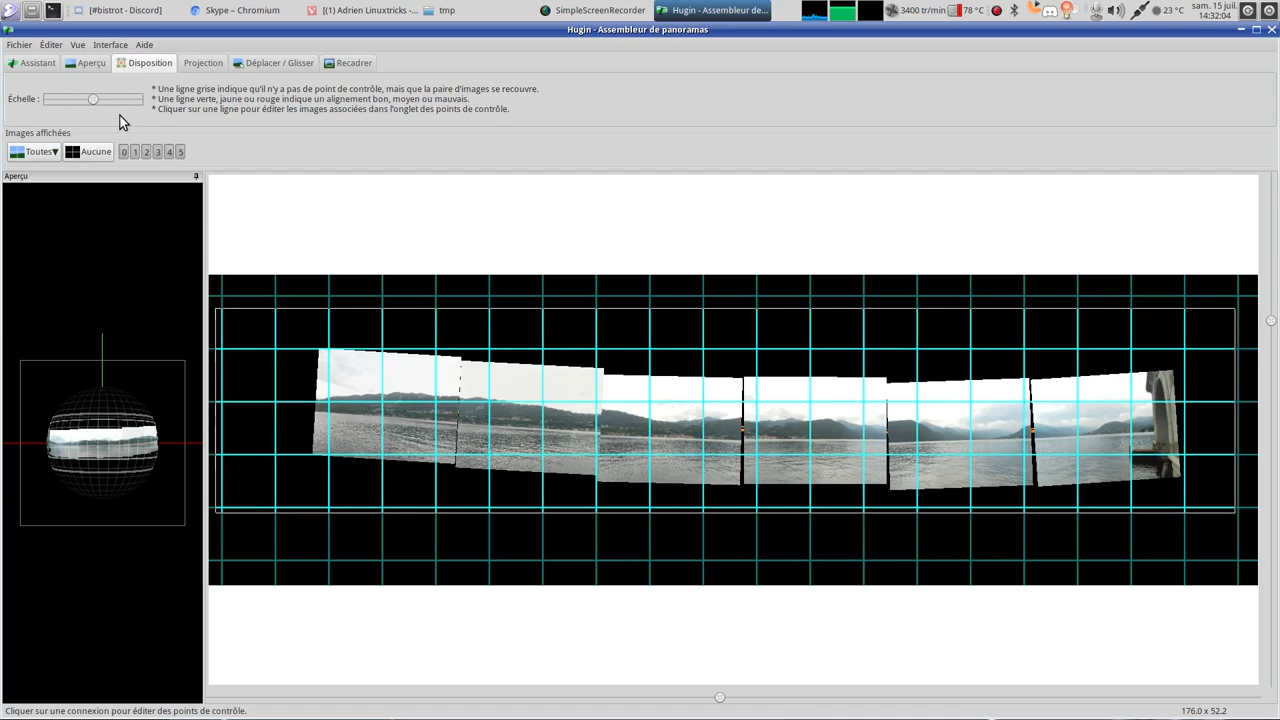 [#bistrot - Discord] Skype – Chromium [(1) Adrien Linuxtricks -... tmp SimpleScreenRecorder Hugin - Assembleur de... 3400 tr/min 78 °C 23 °C sam. 15 juil. 14:32:04
Hugin - Assembleur de panoramas
Fichier Éditer Vue Interface Aide
Assistant Aperçu Disposition Projection Déplacer / Glisser Recadrer
* Une ligne grise indique qu'il n'y a pas de point de contrôle, mais que la paire d'images se recouvre.
Échelle : * Une ligne verte, jaune ou rouge indique un alignement bon, moyen ou mauvais.
* Cliquer sur une ligne pour éditer les images associées dans l'onglet des points de contrôle.
Images affichées
Toutes▼ Aucune 0 1 2 3 4 5
Aperçu
Cliquer sur une connexion pour éditer des points de contrôle. 176.0 x 52.2